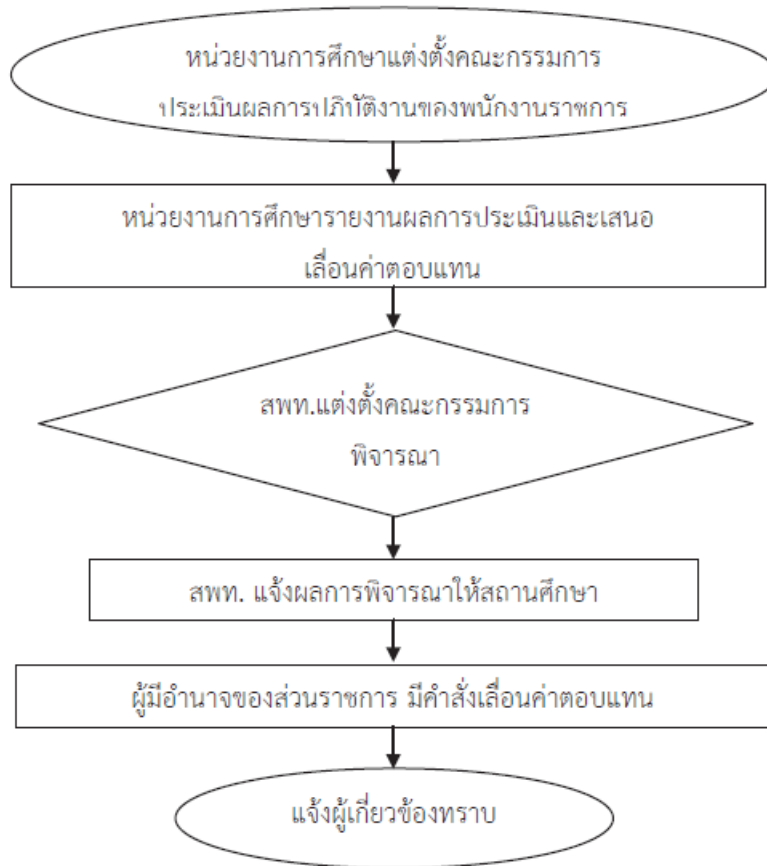 หน่วยงานการศึกษาแต่งตั้งคณะกรรมการ
ประเมินผลการปฏิบัติงานของพนักงานราชการ
หน่วยงานการศึกษารายงานผลการประเมินและเสนอ
เลื่อนค่าตอบแทน
สพท.แต่งตั้งคณะกรรมการ
พิจารณา
สพท. แจ้งผลการพิจารณาให้สถานศึกษา
ผู้มีอำนาจของส่วนราชการ มีคำสั่งเลื่อนค่าตอบแทน
แจ้งผู้เกี่ยวข้องทราบ